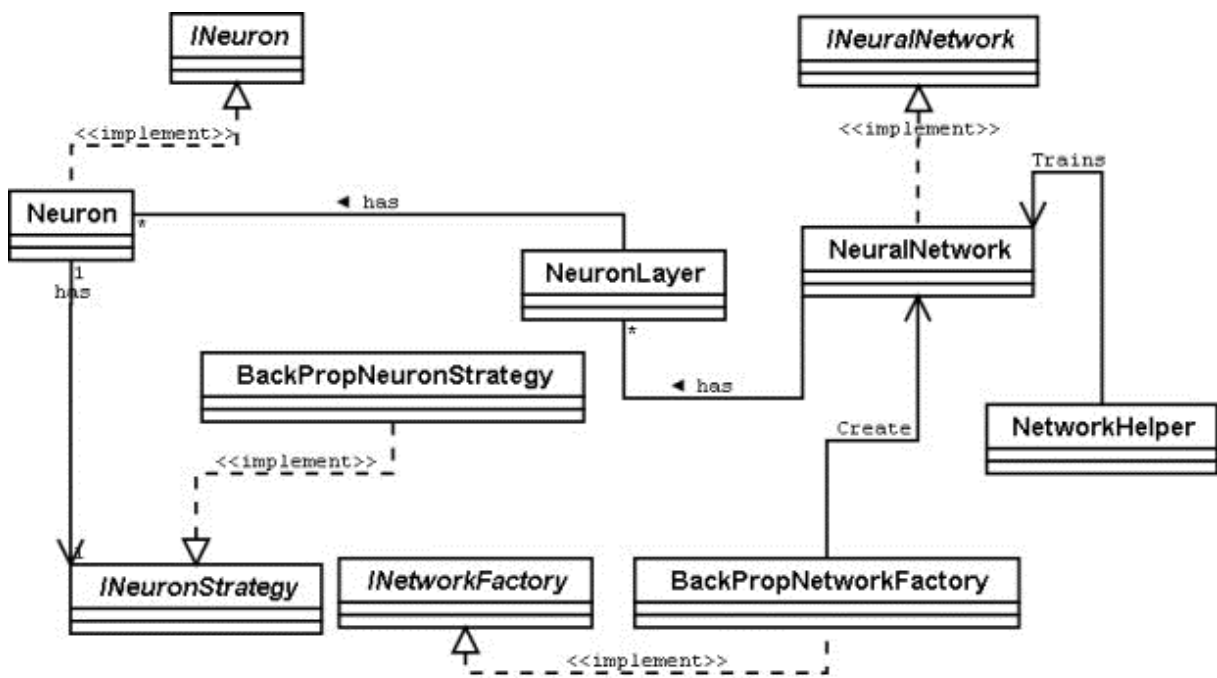 INeuron
INeuralNetwork
<<implement>>
<<implement>>
Trains
Neuron
*
◄ has
NeuralNetwork
NeuronLayer
1
has
*
BackPropNeuronStrategy
◄ has
Create
NetworkHelper
<<implement>>
1
INeuronStrategy
INetworkFactory
BackPropNetworkFactory
<<implement>>